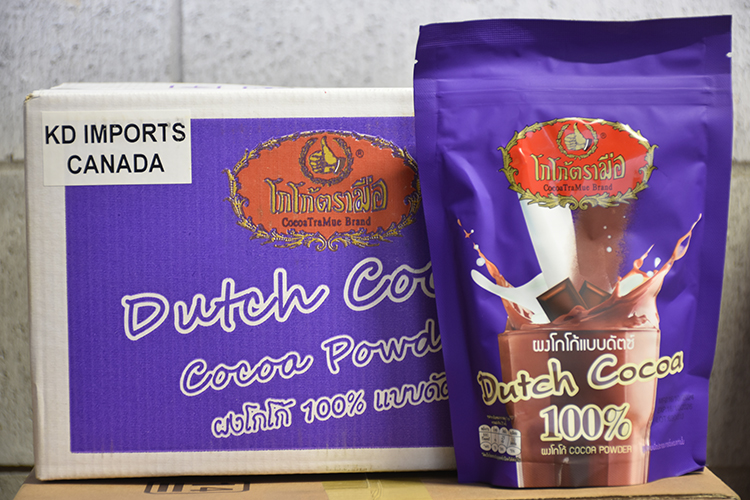 KD IMPORTS
CANADA
โกโก้ตรามือ
®
CocoaTraMue Brand
Dutch Coc
Cocoa Powd
ผงโกโก้ 100% แบบดั
โกโก้ตรามือ
®
CocoaTraMue Brand
ผงโกโก้แบบดัตช์
Dutch Cocoa
100%
ผงโกโก้ COCOA POWDER